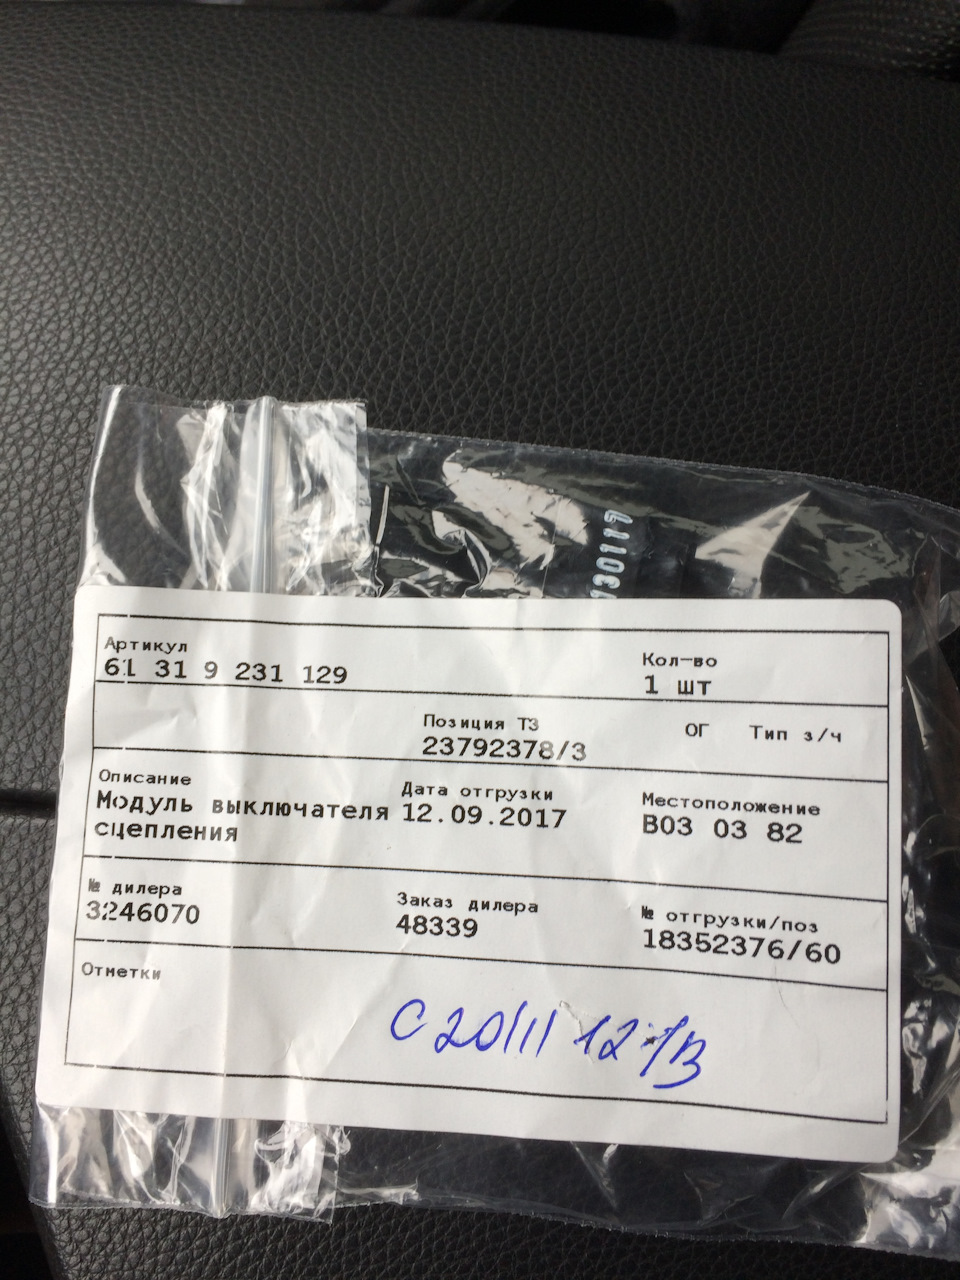 130117
Артикул
61 31 9 231 129
Кол-во
1 шт
Позиция ТЗ
23792378/3
ОГ Тип з/ч
Описание
Модуль выключателя
сцепления
Дата отгрузки
12.09.2017
Местоположение
B03 03 82
№ дилера
3246070
Заказ дилера
48339
№ отгрузки/поз
18352376/60
Отметки